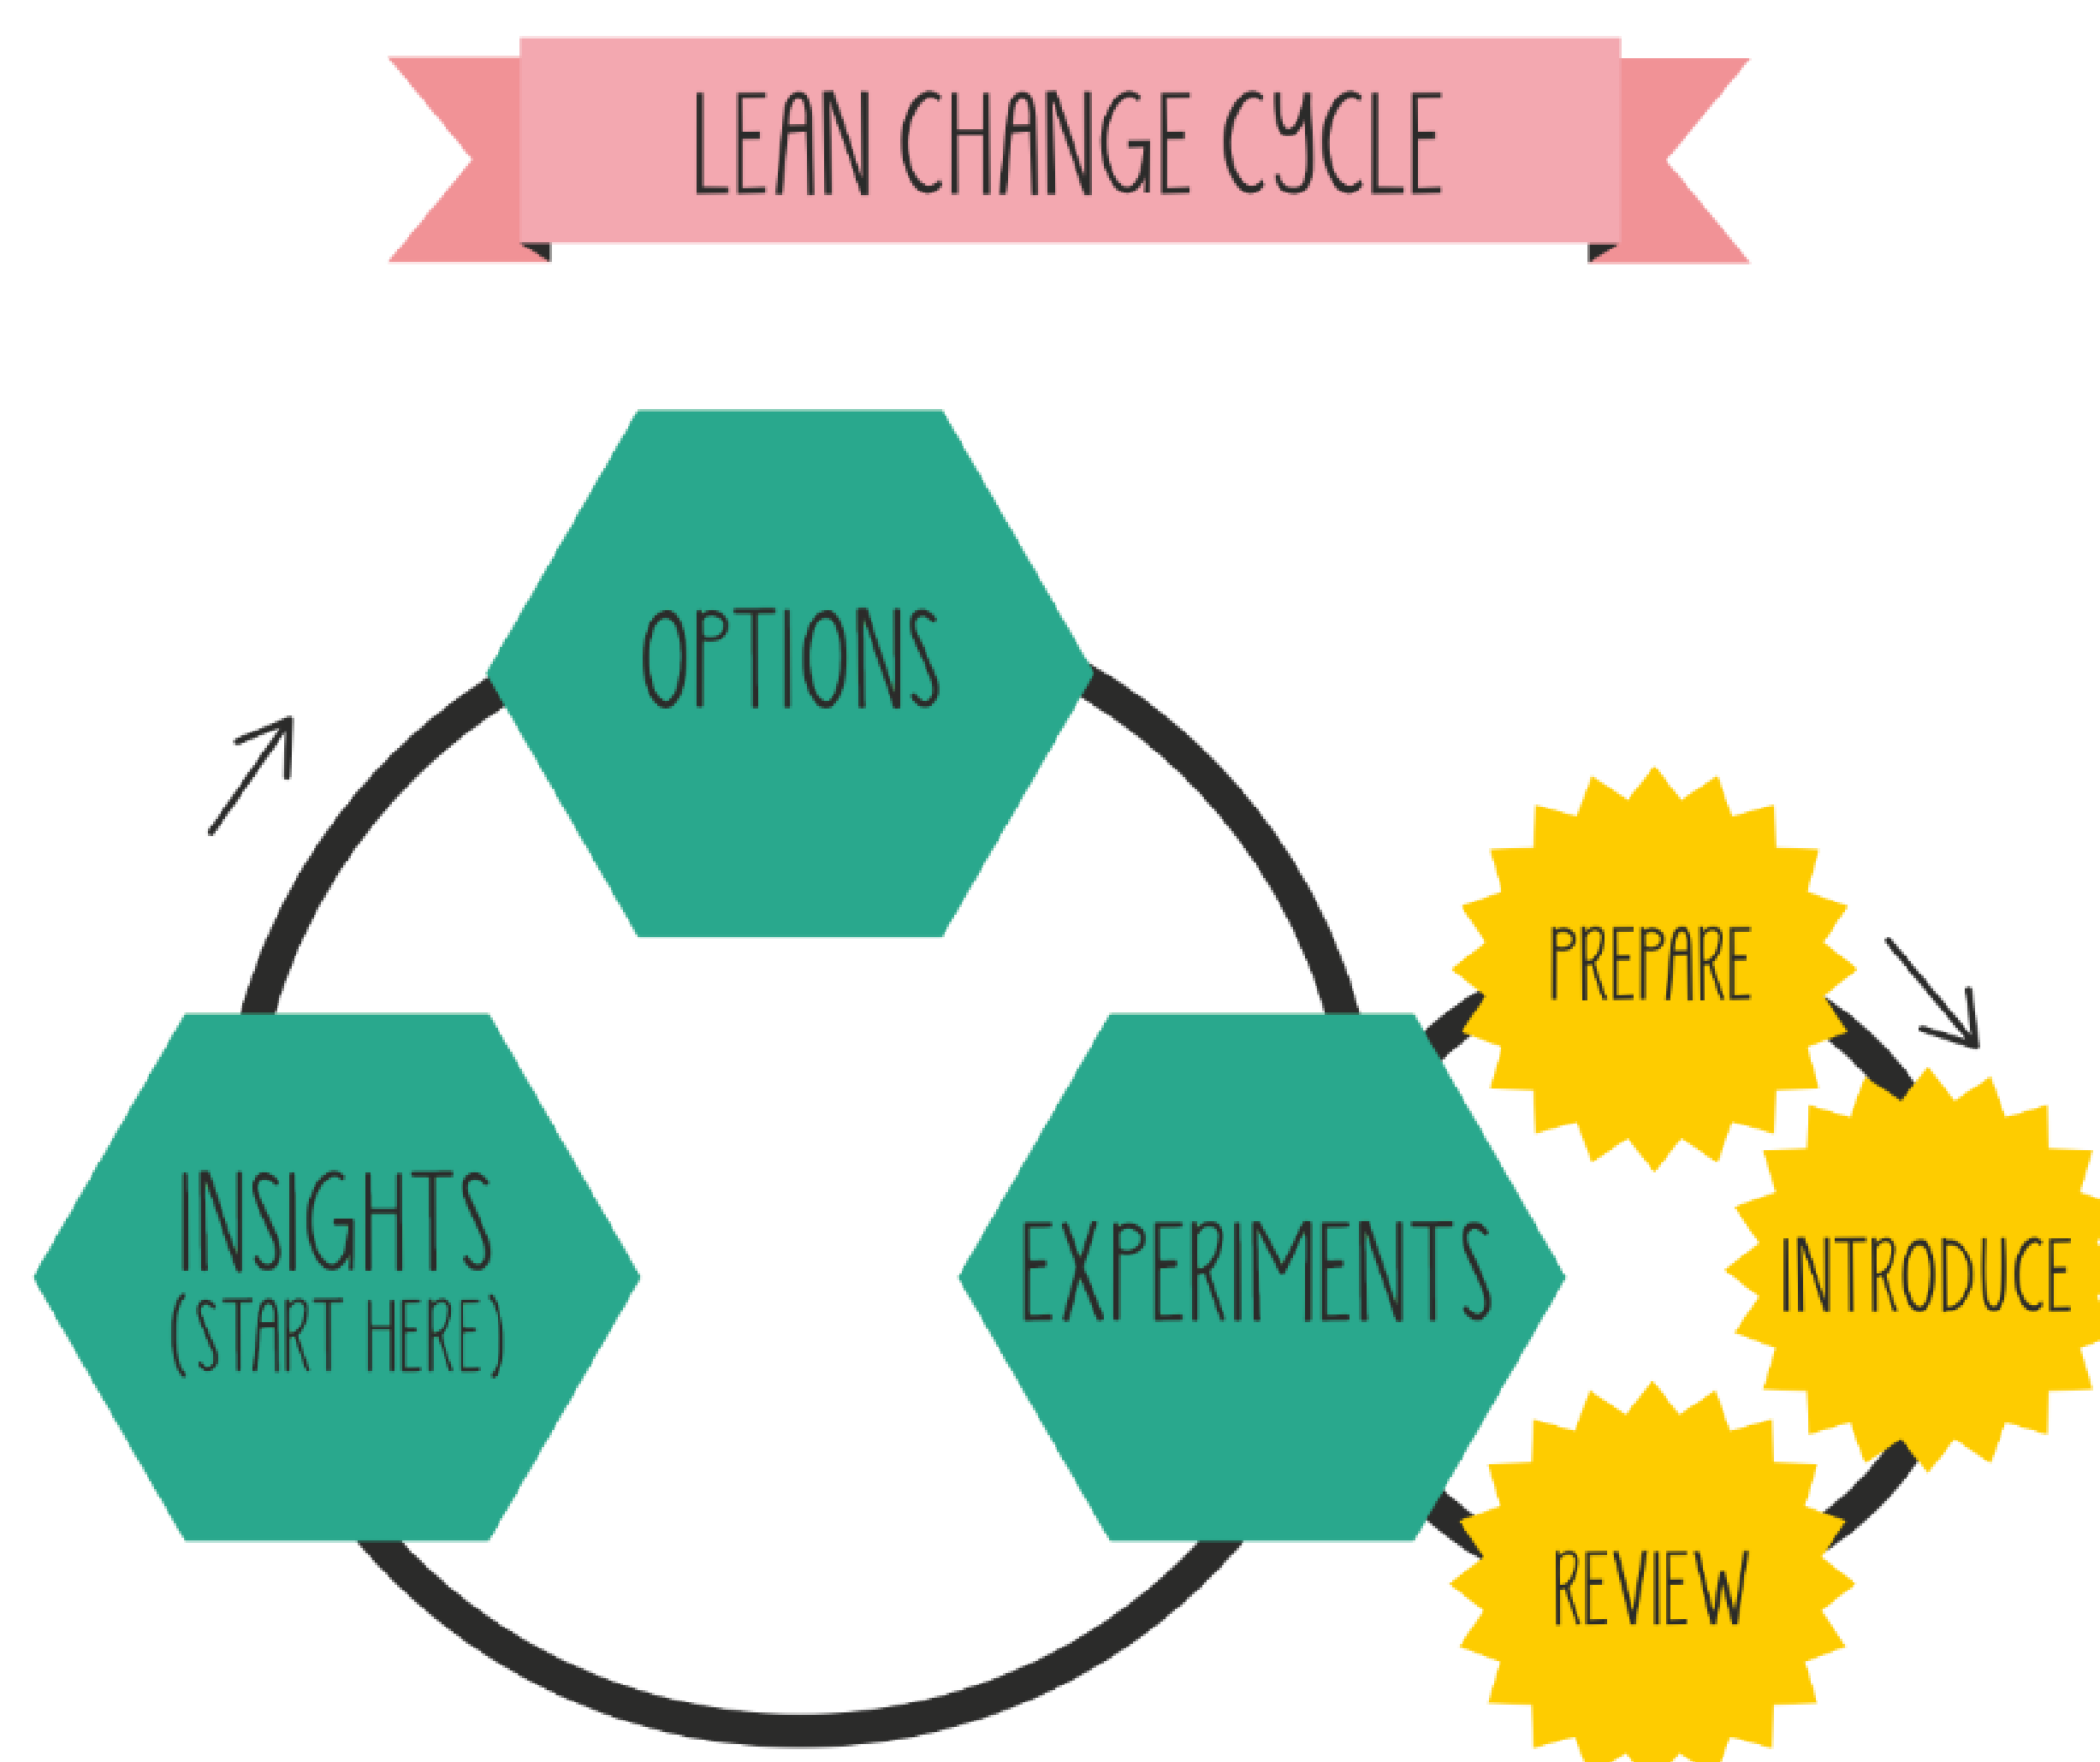 LEAN CHANGE CYCLE
OPTIONS
PREPARE
INSIGHTS
(START HERE)
EXPERIMENTS
INTRODUCE
REVIEW